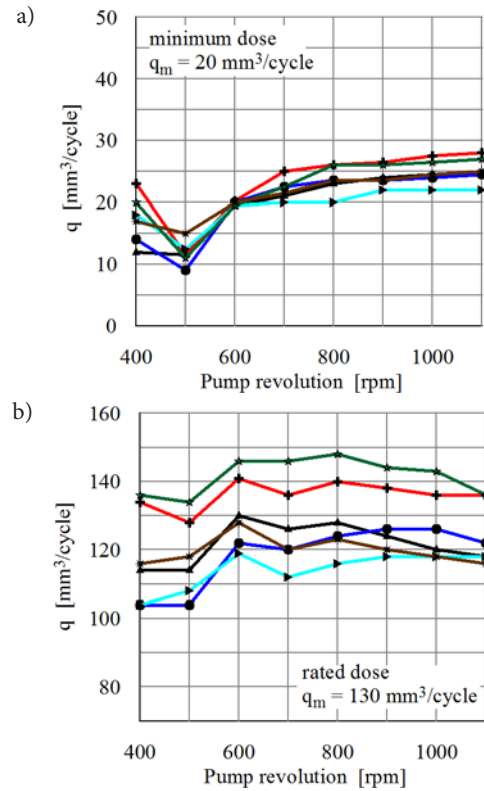 a)
50
40
30
20
10
0
q [mm³/cycle]
minimum dose
qₘ = 20 mm³/cycle
400 600 800 1000
Pump revolution [rpm]
b)
160
140
120
100
80
q [mm³/cycle]
rated dose
qₘ = 130 mm³/cycle
400 600 800 1000
Pump revolution [rpm]